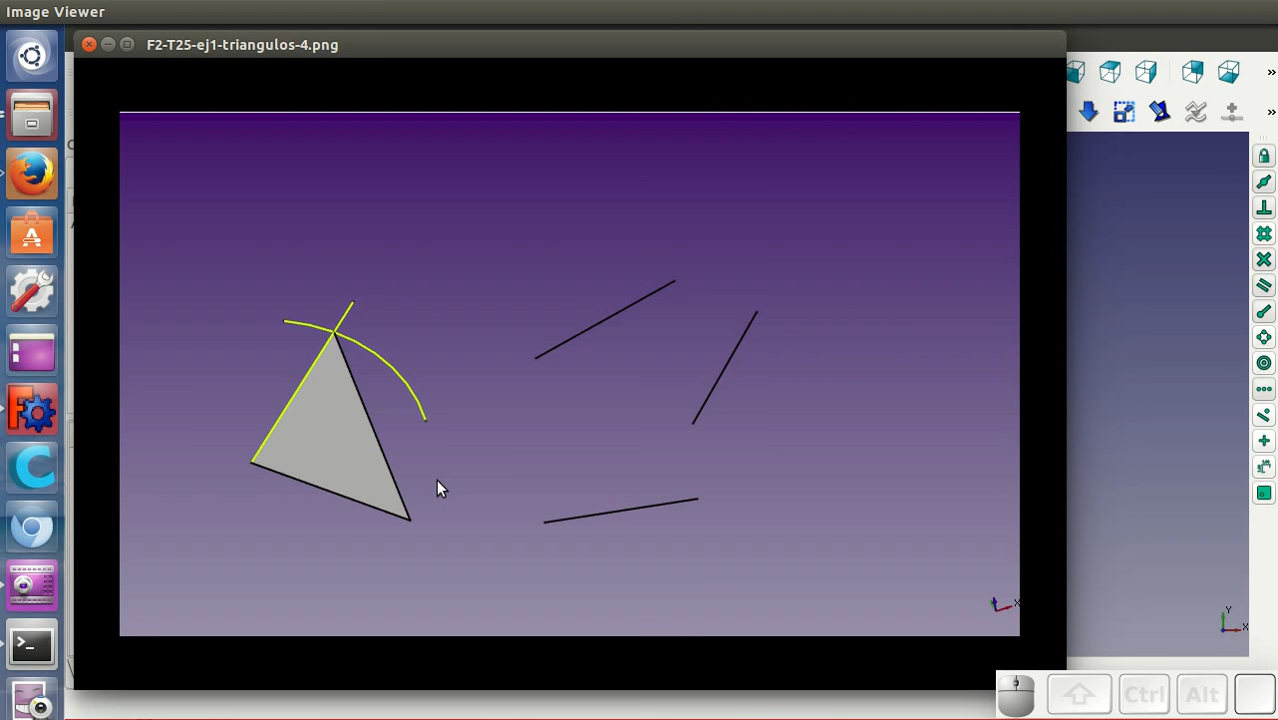 Image Viewer
F2-T25-ej1-triangulos-4.png
»
»
X
Y
X
Ctrl
Alt